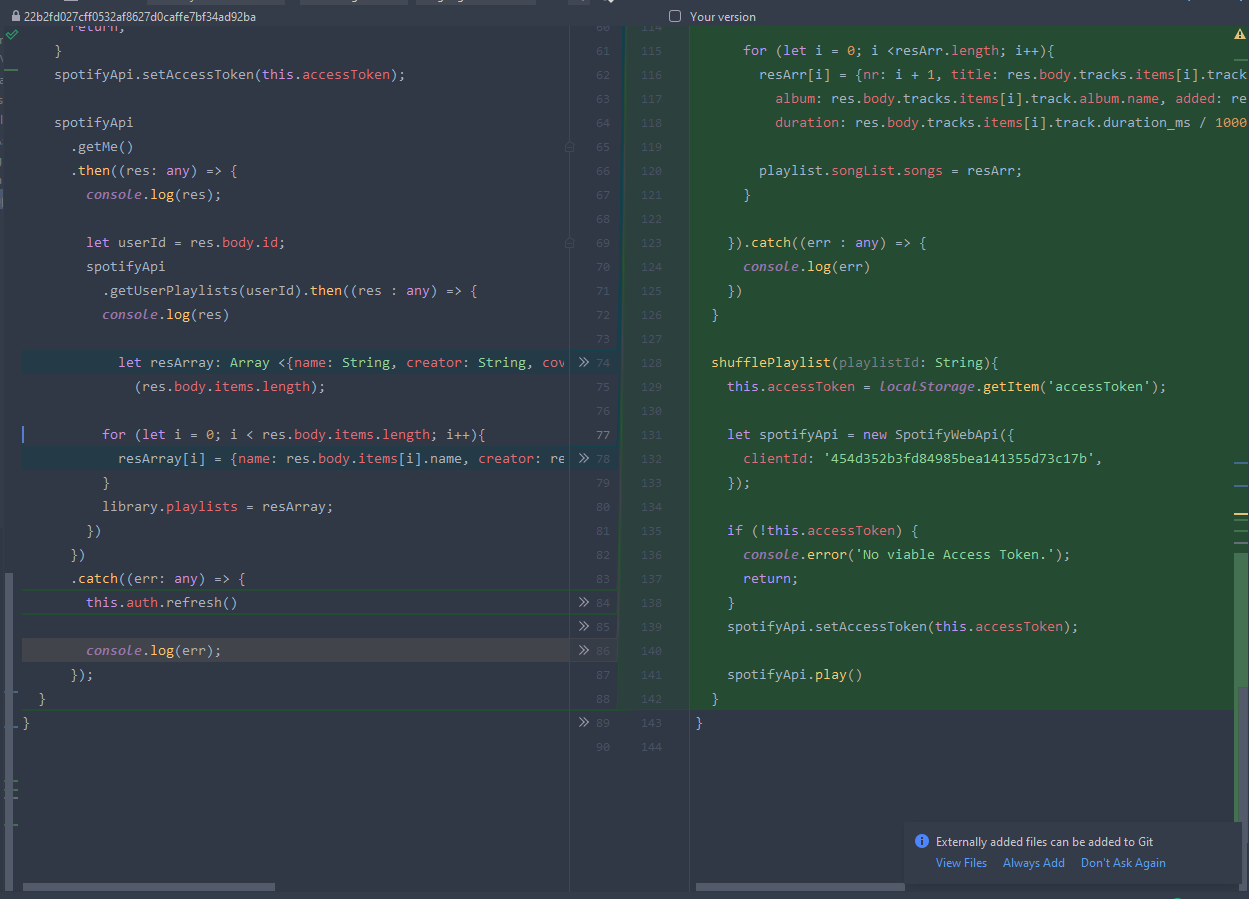 22b2fd027cff0532af8627d0caffe7bf34ad92ba
return;
60
}
61
spotifyApi.setAccessToken(this.accessToken);
62
63
spotifyApi
64
.getMe()
65
.then((res: any) => {
66
console.log(res);
67
68
let userId = res.body.id;
69
spotifyApi
70
.getUserPlaylists(userId).then((res : any) => {
71
console.log(res)
72
73
let resArray: Array <{name: String, creator: String, cov
74
(res.body.items.length);
75
76
for (let i = 0; i < res.body.items.length; i++){
77
resArray[i] = {name: res.body.items[i].name, creator: re
78
}
79
library.playlists = resArray;
80
})
81
})
82
.catch((err: any) => {
83
this.auth.refresh()
84
85
console.log(err);
86
});
87
}
88
}
89
90
Your version
114
115
for (let i = 0; i <resArr.length; i++){
116
resArr[i] = {nr: i + 1, title: res.body.tracks.items[i].track
117
album: res.body.tracks.items[i].track.album.name, added: re
118
duration: res.body.tracks.items[i].track.duration_ms / 1000
119
120
playlist.songList.songs = resArr;
121
}
122
123
}).catch((err : any) => {
124
console.log(err)
125
})
126
}
127
128
shufflePlaylist(playlistId: String){
129
this.accessToken = localStorage.getItem('accessToken');
130
131
let spotifyApi = new SpotifyWebApi({
132
clientId: '454d352b3fd84985bea141355d73c17b',
133
});
134
135
if (!this.accessToken) {
136
console.error('No viable Access Token.');
137
return;
138
}
139
spotifyApi.setAccessToken(this.accessToken);
140
141
spotifyApi.play()
142
}
143
}
144
Externally added files can be added to Git
View Files Always Add Don't Ask Again